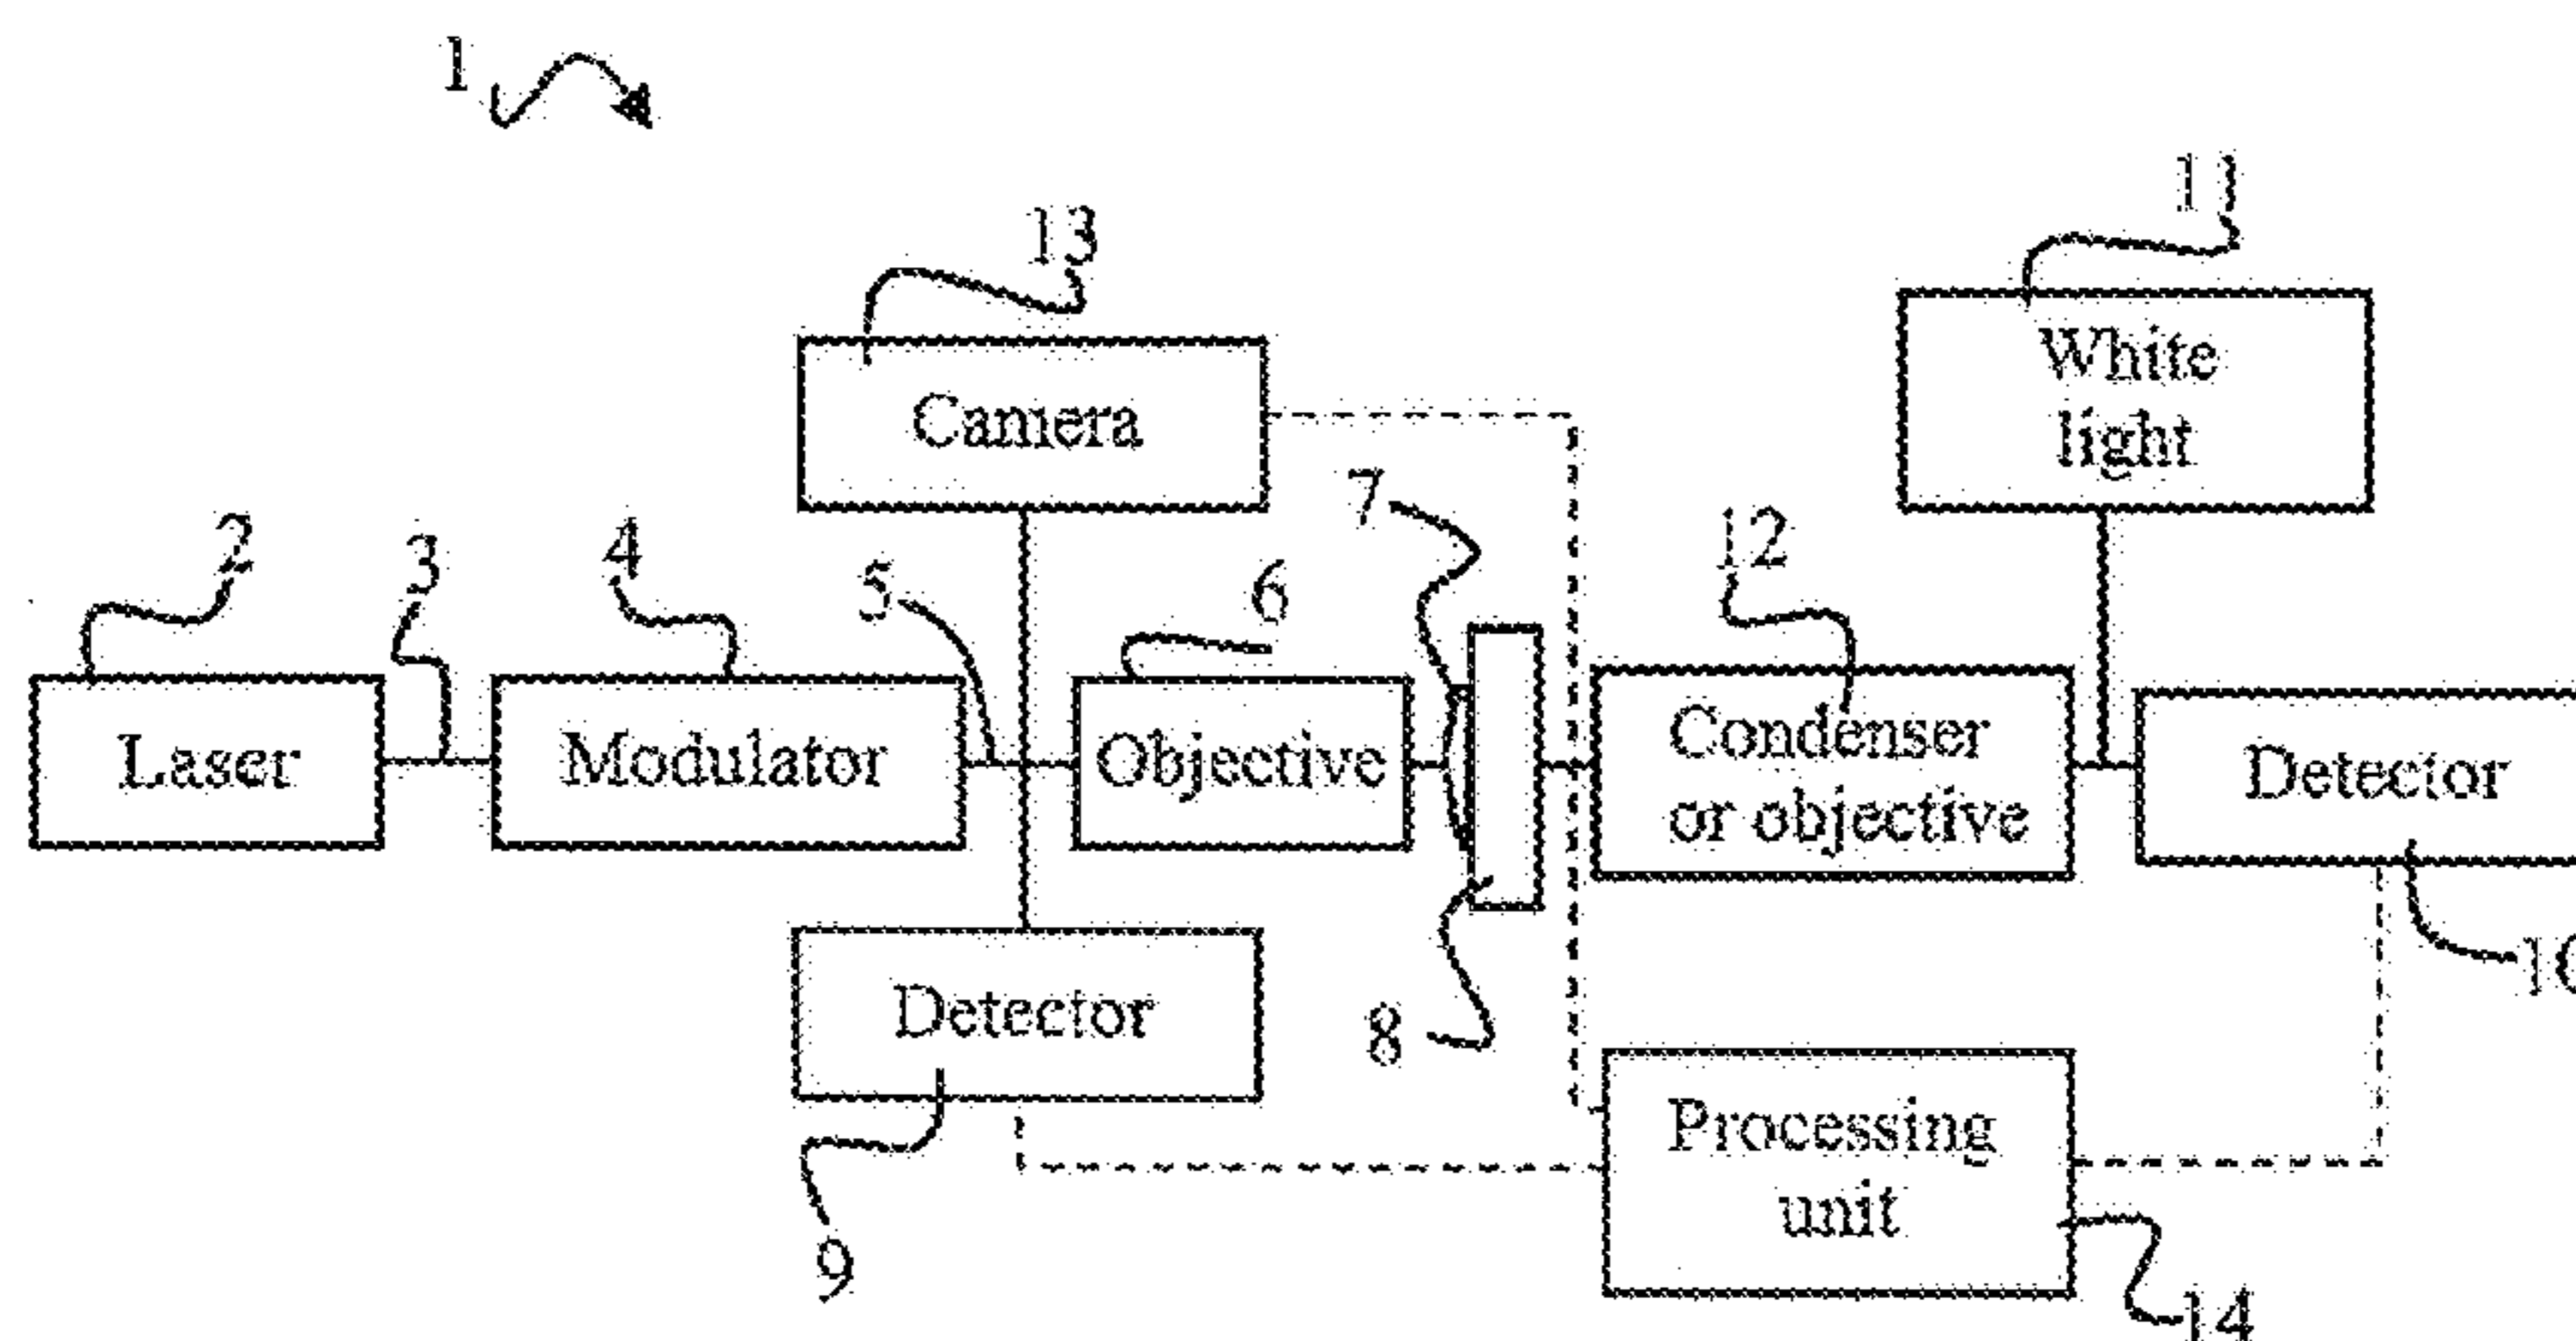 1
11
13
White
light
Camera
7
2
3
4
5
6
12
Laser
Modulator
Objective
Condenser
or objective
Detector
Detector
8
Processing
unit
9
14